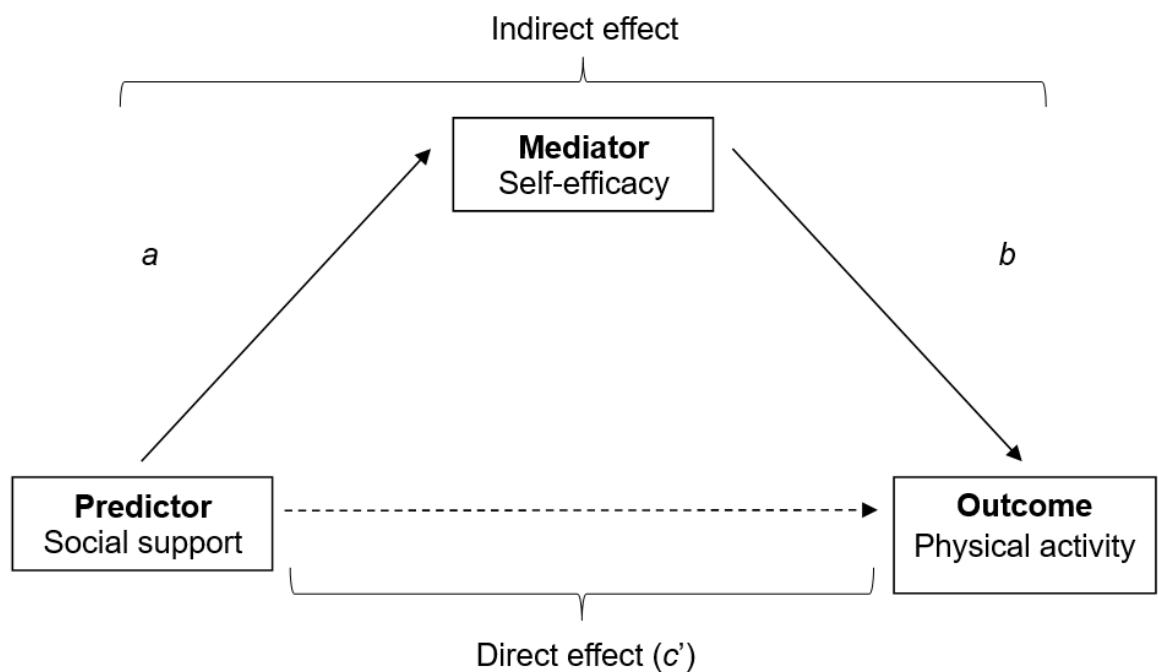 Indirect effect
Mediator
Self-efficacy
a
b
Predictor
Social support
Outcome
Physical activity
Direct effect (c’)